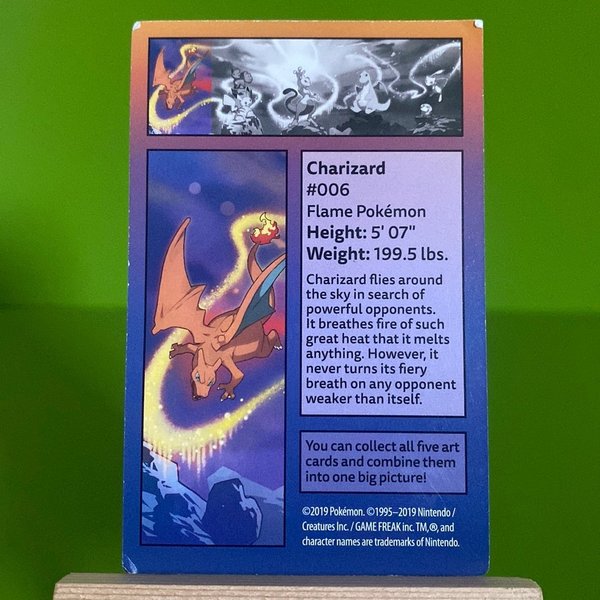 Charizard
#006
Flame Pokémon
Height: 5' 07"
Weight: 199.5 lbs.
Charizard flies around
the sky in search of
powerful opponents.
It breathes fire of such
great heat that it melts
anything. However, it
never turns its fiery
breath on any opponent
weaker than itself.
You can collect all five art
cards and combine them
into one big picture!
©2019 Pokémon. ©1995–2019 Nintendo /
Creatures Inc. / GAME FREAK inc. TM,®, and
character names are trademarks of Nintendo.